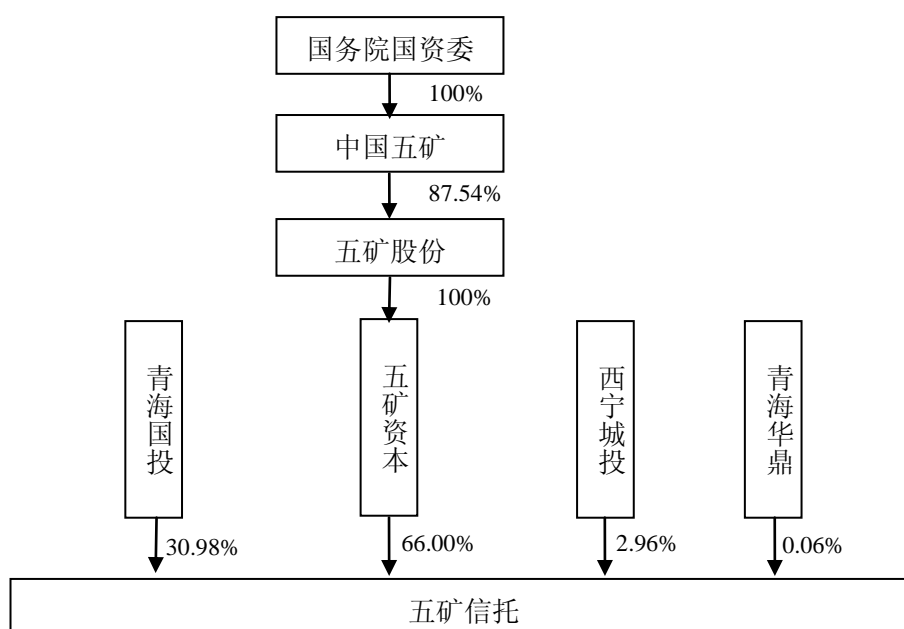 国务院国资委
100%
中国五矿
87.54%
五矿股份
100%
青海国投
五矿资本
西宁城投
青海华鼎
30.98%
66.00%
2.96%
0.06%
五矿信托